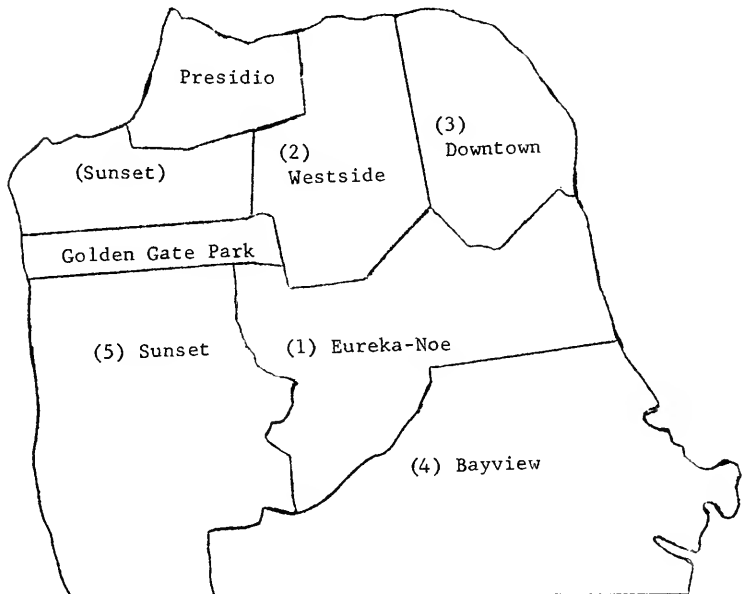 Presidio
(3)
Downtown
(2)
Westside
(Sunset)
Golden Gate Park
(5) Sunset
(1) Eureka-Noe
(4) Bayview